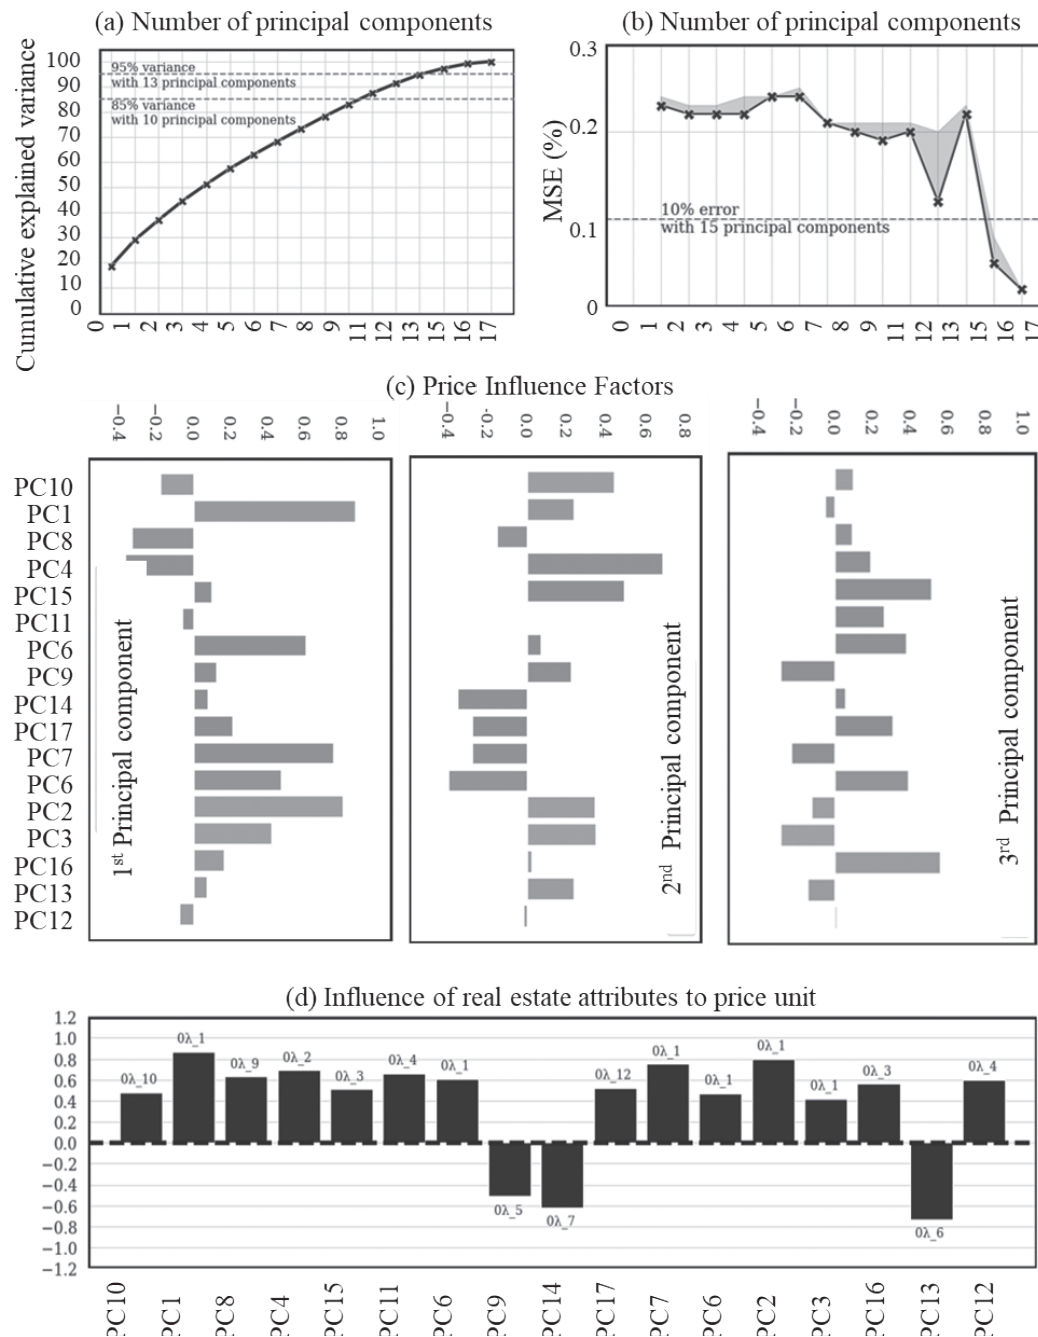 (a) Number of principal components
Cumulative explained variance
100
90
80
70
60
50
40
30
20
10
0
95% variance
with 13 principal components
85% variance
with 10 principal components
0 1 2 3 4 5 6 7 8 9 10 11 12 13 15 16 17
(b) Number of principal components
MSE (%)
0.3
0.2
0.1
0
10% error
with 15 principal components
0 1 2 3 4 5 6 7 8 9 11 12 13 15 16 17
(c) Price Influence Factors
−0.4 −0.2 0.0 0.2 0.4 0.6 0.8 1.0
−0.4 −0.2 0.0 0.2 0.4 0.6 0.8
−0.4 −0.2 0.0 0.2 0.4 0.6 0.8 1.0
PC10
PC1
PC8
PC4
PC15
PC11
PC6
PC9
PC14
PC17
PC7
PC6
PC2
PC3
PC16
PC13
PC12
1st Principal component
2nd Principal component
3rd Principal component
(d) Influence of real estate attributes to price unit
1.2
1.0
0.8
0.6
0.4
0.2
0.0
−0.2
−0.4
−0.6
−0.8
−1.0
−1.2
0λ_10 0λ_1 0λ_9 0λ_2 0λ_3 0λ_4 0λ_1 0λ_5 0λ_7 0λ_12 0λ_1 0λ_1 0λ_1 0λ_1 0λ_3 0λ_6 0λ_4
PC10 PC1 PC8 PC4 PC15 PC11 PC6 PC9 PC14 PC17 PC7 PC6 PC2 PC3 PC16 PC13 PC12